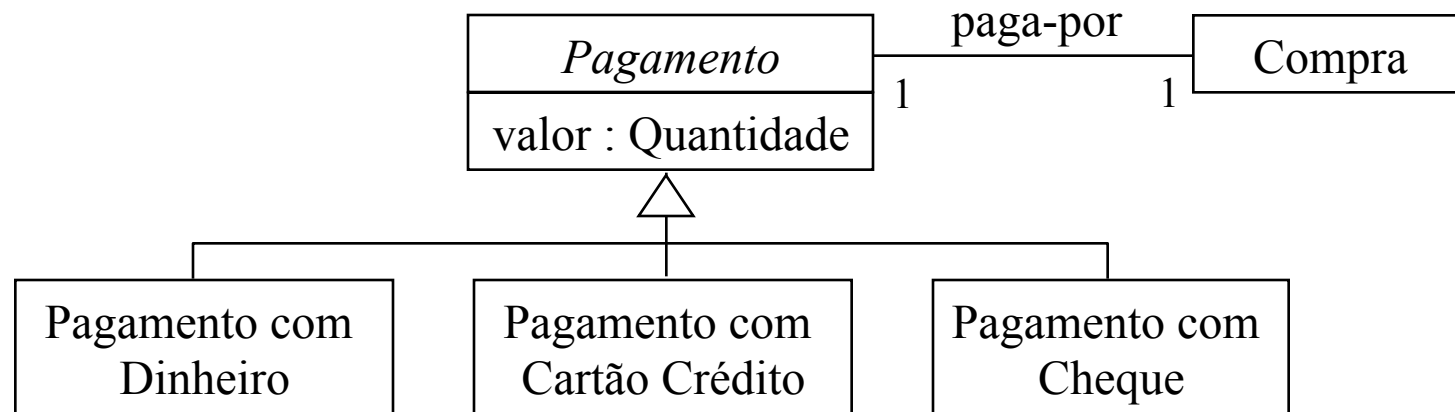 paga-por
Pagamento
Compra
1
1
valor : Quantidade
Pagamento com
Dinheiro
Pagamento com
Cartão Crédito
Pagamento com
Cheque